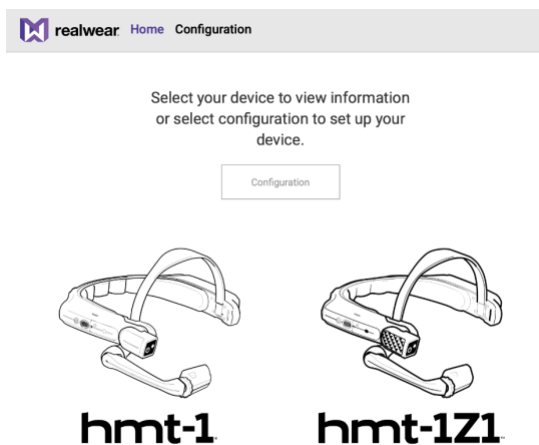 realwear Home Configuration
Select your device to view information
or select configuration to set up your
device.
Configuration
hmt-1 hmt-1Z1